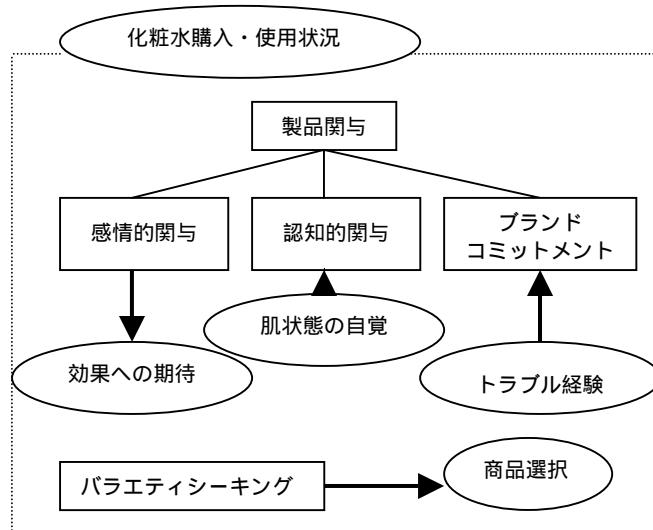 化粧水購入・使用状況
製品関与
感情的関与
認知的関与
ブランド
コミットメント
肌状態の自覚
効果への期待
トラブル経験
バラエティシーキング
商品選択